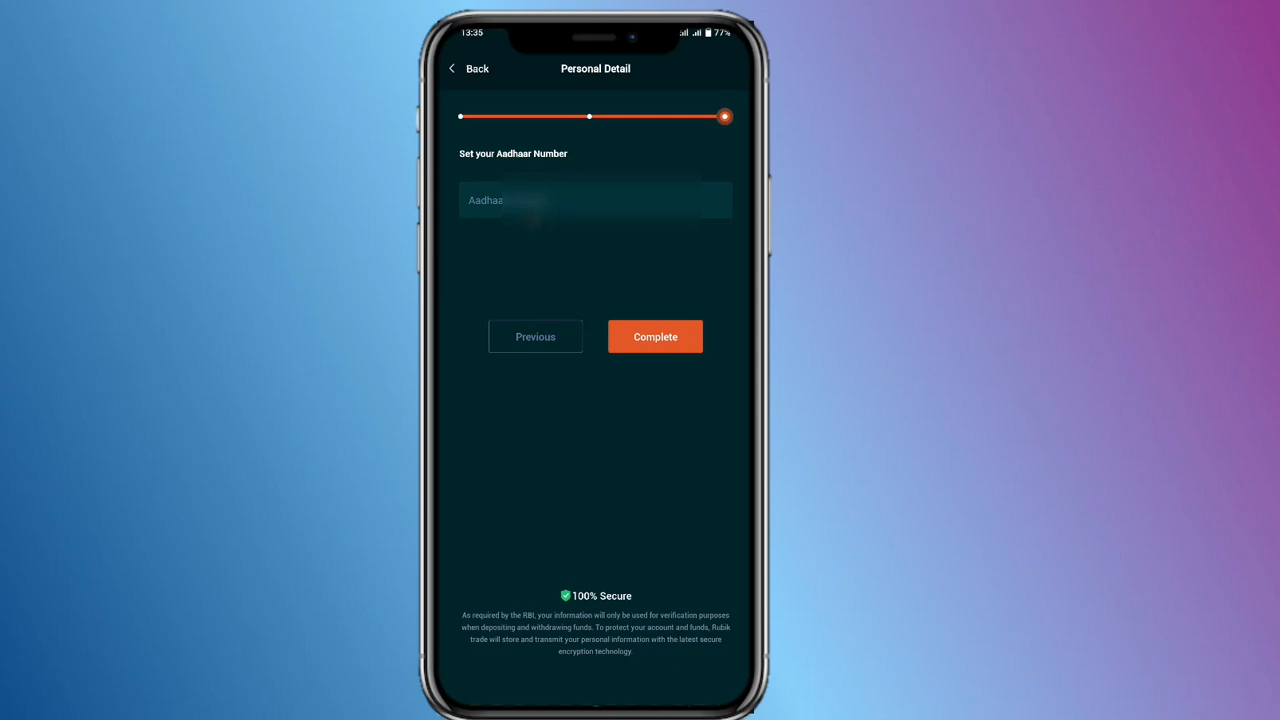 13:35
77%
Back
Personal Detail
Set your Aadhaar Number
Aadhaa
Previous
Complete
100% Secure
As required by the RBI, your information will only be used for verification purposes
when depositing and withdrawing funds. To protect your account and funds, Rubik
trade will store and transmit your personal information with the latest secure
encryption technology.